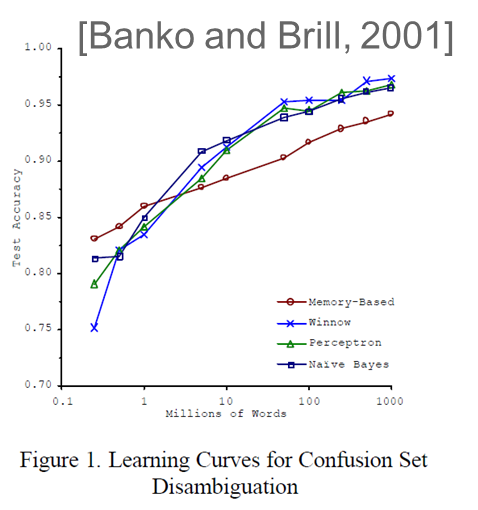 [Banko and Brill, 2001]
1.00
0.95
0.90
0.85
0.80
0.75
0.70
Test Accuracy
0.1 1 10 100 1000
Millions of Words
Memory-Based
Winnow
Perceptron
Naïve Bayes
Figure 1. Learning Curves for Confusion Set
Disambiguation